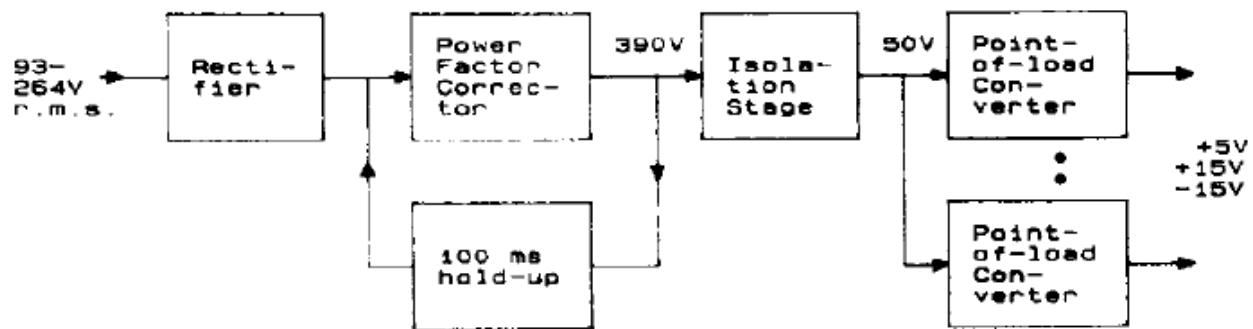 93-
264V
r.m.s.
Recti-
fier
Power
Factor
Correc-
tor
390V
Isola-
tion
Stage
50V
Point-
of-load
Con-
verter
+5V
+15V
-15V
100 ms
hold-up
Point-
of-load
Con-
verter